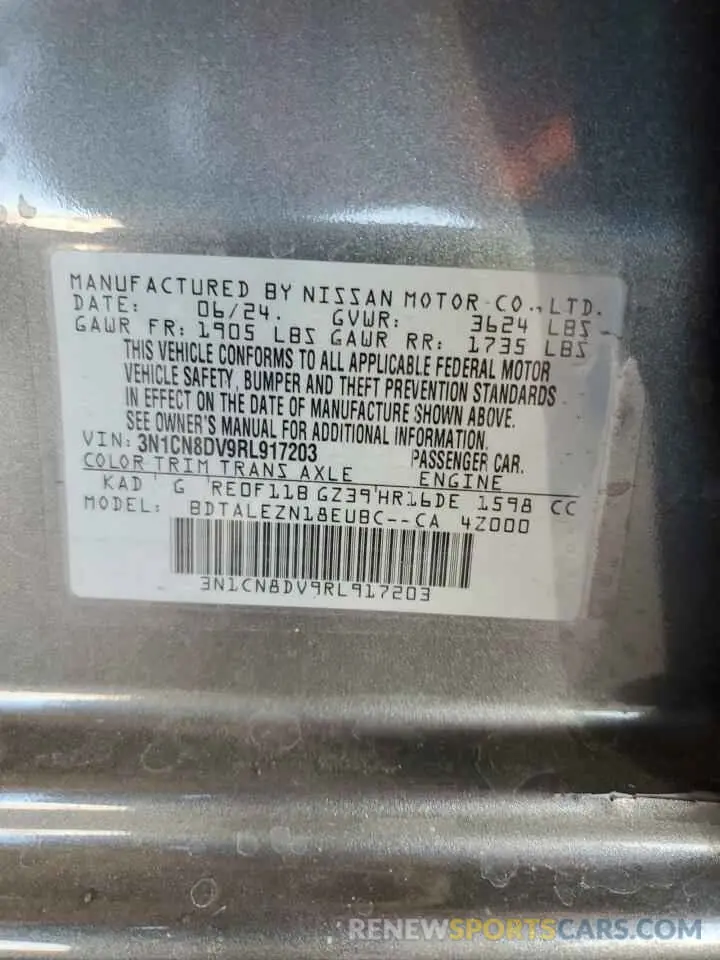 MANUFACTURED BY NISSAN MOTOR CO., LTD.
DATE: 06/24. GVWR: 3624 LBS
GAWR FR: 1905 LBS GAWR RR: 1735 LBS
THIS VEHICLE CONFORMS TO ALL APPLICABLE FEDERAL MOTOR
VEHICLE SAFETY, BUMPER AND THEFT PREVENTION STANDARDS
IN EFFECT ON THE DATE OF MANUFACTURE SHOWN ABOVE.
SEE OWNER'S MANUAL FOR ADDITIONAL INFORMATION.
VIN: 3N1CN8DV9RL917203 PASSENGER CAR.
COLOR TRIM TRANS AXLE ENGINE
KAD G RE0F11B GZ39 HR16DE 1598 CC
MODEL: BDTALEZN18EUBC--CA 4Z000
3N1CN8DV9RL917203
RENEWSPORTSCARS.COM